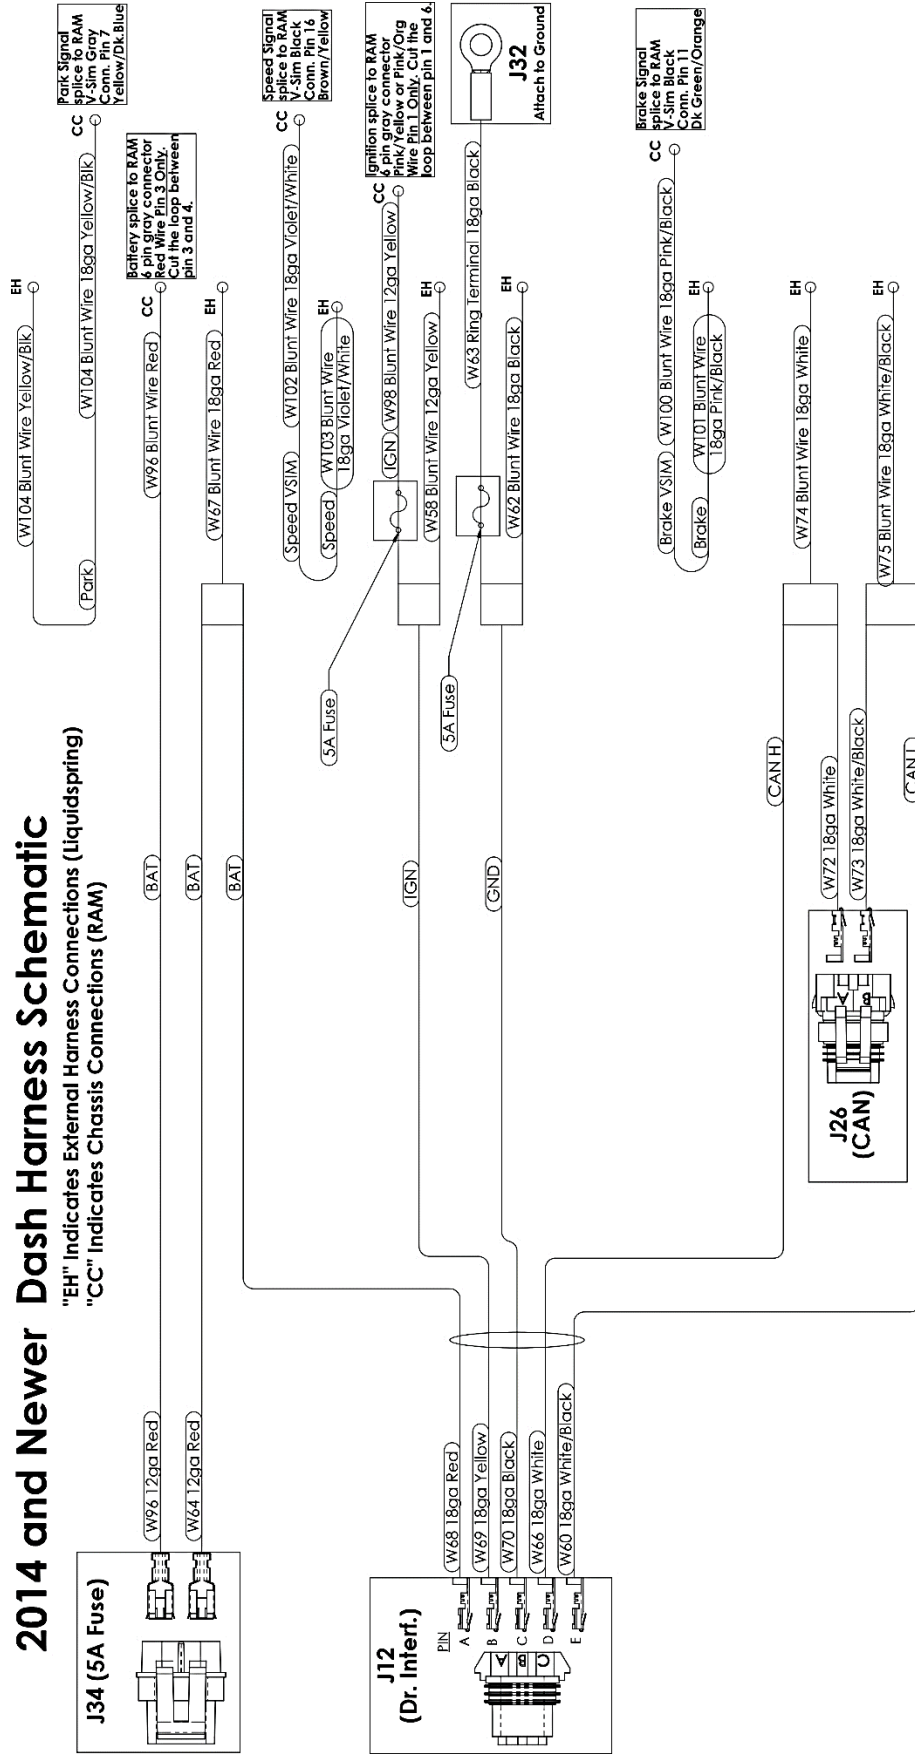 2014 and Newer Dash Harness Schematic
"EH" Indicates External Harness Connections (Liquidspring)
"CC" Indicates Chassis Connections (RAM)
J34 (5A Fuse)
W96 12ga Red
W64 12ga Red
BAT
BAT
BAT
W104 Blunt Wire Yellow/Blk
EH
Park
W104 Blunt Wire 18ga Yellow/Blk
CC
Park Signal
splice to RAM
V-Sim Gray
Conn. Pin 7
Yellow/Dk.Blue
W96 Blunt Wire Red
CC
Battery splice to RAM
6 pin gray connector
Red Wire Pin 3 Only.
Cut the loop between
pin 3 and 4.
W67 Blunt Wire 18ga Red
EH
Speed VSIM
W102 Blunt Wire 18ga Violet/White
CC
Speed Signal
splice to RAM
V-Sim Black
Conn. Pin 16
Brown/Yellow
Speed
W103 Blunt Wire
18ga Violet/White
EH
J12
(Dr. Interf.)
PIN
A
B
C
D
E
A
B
C
W68 18ga Red
W69 18ga Yellow
W70 18ga Black
W66 18ga White
W60 18ga White/Black
IGN
GND
5A Fuse
5A Fuse
IGN
W98 Blunt Wire 12ga Yellow
CC
Ignition splice to RAM
6 pin gray connector
Pink/Yellow or Pink/Org
Wire Pin 1 Only. Cut the
loop between pin 1 and 6.
W58 Blunt Wire 12ga Yellow
EH
W63 Ring Terminal 18ga Black
J32
Attach to Ground
W62 Blunt Wire 18ga Black
EH
Brake VSIM
W100 Blunt Wire 18ga Pink/Black
CC
Brake Signal
splice to RAM
V-Sim Black
Conn. Pin 11
Dk Green/Orange
Brake
W101 Blunt Wire
18ga Pink/Black
EH
CAN H
W74 Blunt Wire 18ga White
EH
J26
(CAN)
A
B
W72 18ga White
W73 18ga White/Black
W75 Blunt Wire 18ga White/Black
EH
CAN L